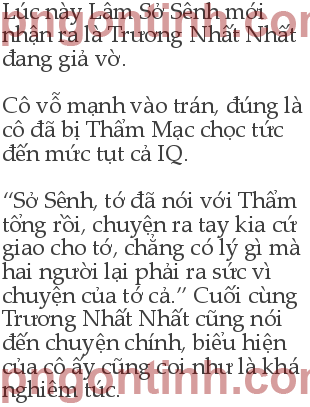 Lúc này Lâm Sở Sênh mới
nhận ra là Trương Nhất Nhất
đang giả vờ.
Cô vỗ mạnh vào trán, đúng là
cô đã bị Thẩm Mạc chọc tức
đến mức tụt cả IQ.
“Sở Sênh, tớ đã nói với Thẩm
tổng rồi, chuyện ra tay kia cứ
giao cho tớ, chẳng có lý gì mà
hai người lại phải ra sức vì
chuyện của tớ cả.” Cuối cùng
Trương Nhất Nhất cũng nói
đến chuyện chính, biểu hiện
của cô ấy cũng coi như là khá
nghiêm túc.
pngontinh.com
pngontinh.com